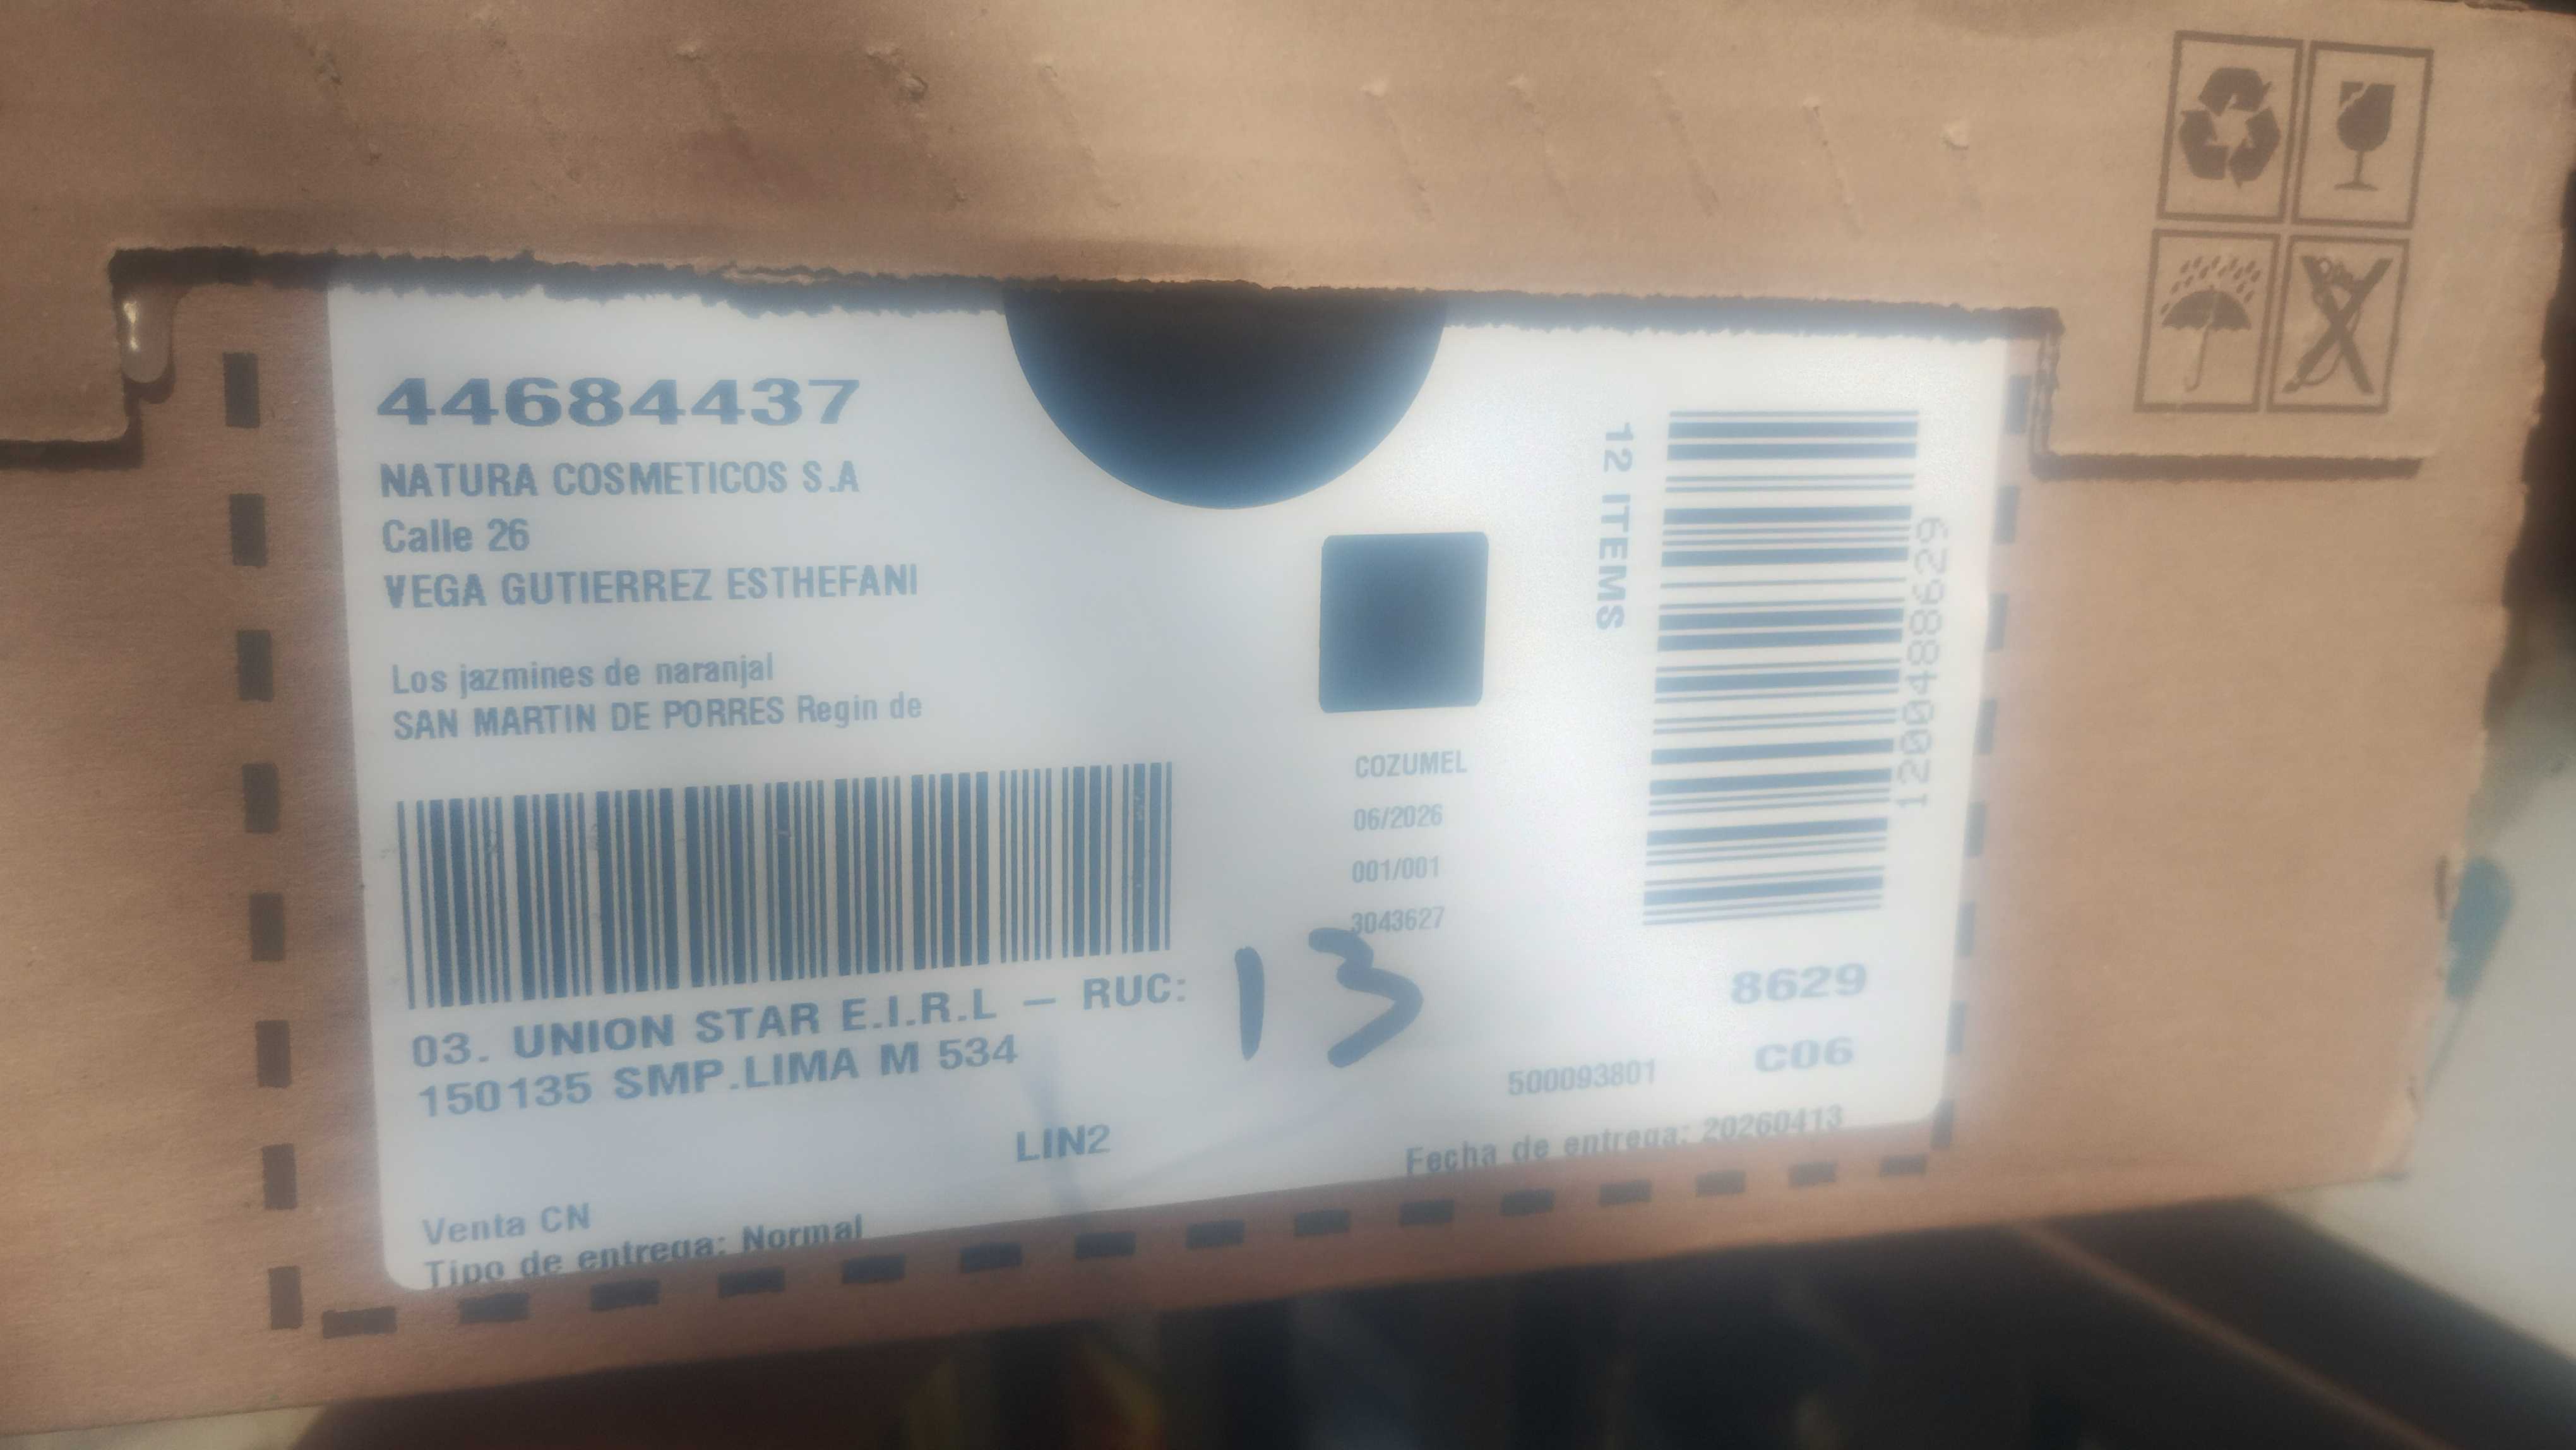 44684437
NATURA COSMETICOS S.A
Calle 26
VEGA GUTIERREZ ESTHEFANI
Los jazmines de naranjal
SAN MARTIN DE PORRES Regin de
03. UNION STAR E.I.R.L – RUC:
150135 SMP.LIMA M 534
LIN2
Venta CN
Tipo de entrega: Normal
COZUMEL
06/2026
001/001
3043627
13
12 ITEMS
1200488629
8629
C06
500093801
Fecha de entrega: 20260413